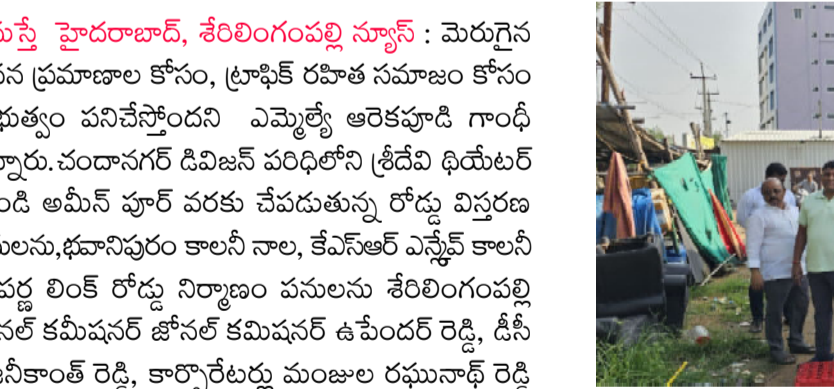 హైదరాబాద్, శేరిలింగంపల్లి న్యూస్ : మెరుగైన
ప్రమాణాల కోసం, ట్రాఫిక్ రహిత సమాజం కోసం
పనిచేస్తోందని ఎమ్మెల్యే ఆరెకపూడి గాంధీ
చందానగర్ డివిజన్ పరిధిలోని శ్రీదేవి థియేటర్
అమీన్ పూర్ వరకు చేపడుతున్న రోడ్డు విస్తరణ
భవానిపురం కాలనీ నాల, కేఎస్ఆర్ ఎన్క్లేవ్ కాలనీ
లింక్ రోడ్డు నిర్మాణం పనులను శేరిలింగంపల్లి
కమీషనర్ జోనల్ కమిషనర్ ఉపేందర్ రెడ్డి, డీసీ
రెడ్డి, కార్పొరేటర్లు మంజుల రఘునాథ్ రెడ్డి